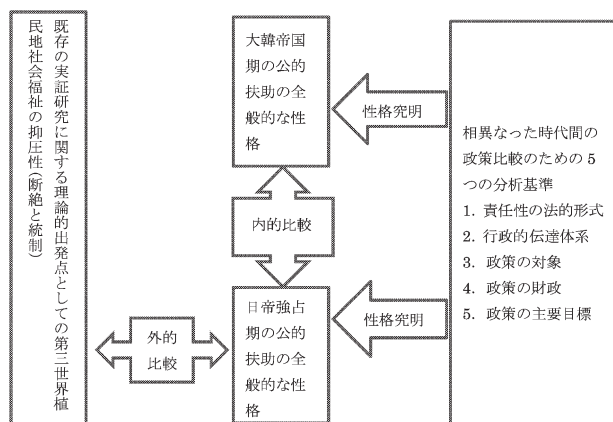 既存の実証研究に関する理論的出発点としての第三世界植
民地社会福祉の抑圧性(断絶と統制)
大韓帝国
期の公的
扶助の全
般的な性
格
性格究明
内的比較
日帝強占
期の公的
扶助の全
般的な性
格
性格究明
外的
比較
相異なった時代間の
政策比較のための 5
つの分析基準
1. 責任性の法的形式
2. 行政的伝達体系
3. 政策の対象
4. 政策の財政
5. 政策の主要目標